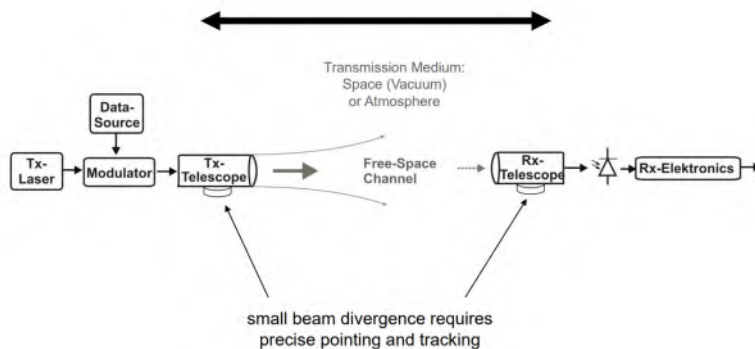 Transmission Medium:
Space (Vacuum)
or Atmosphere
Data-
Source
Tx-
Laser
Modulator
Tx-
Telescope
Free-Space
Channel
Rx-
Telescope
Rx-Elektronics
small beam divergence requires
precise pointing and tracking